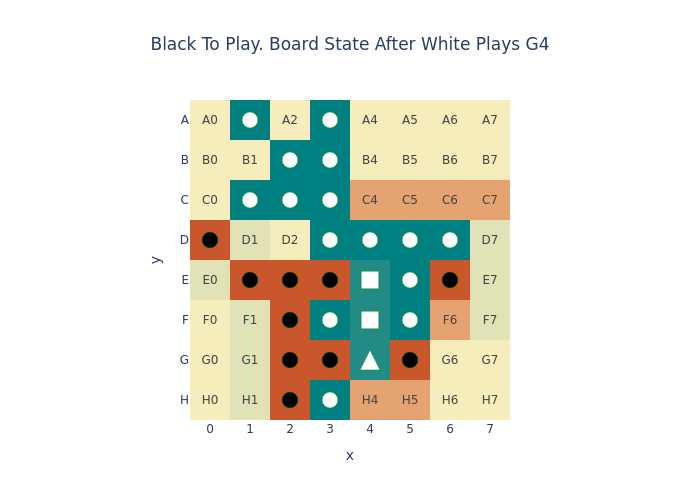 Black To Play. Board State After White Plays G4
A A0 A2 A4 A5 A6 A7
B B0 B1 B4 B5 B6 B7
C C0 C4 C5 C6 C7
D D1 D2 D7
E E0 E7
F F0 F1 F6 F7
G G0 G1 G6 G7
H H0 H1 H4 H5 H6 H7
0 1 2 3 4 5 6 7
x
y